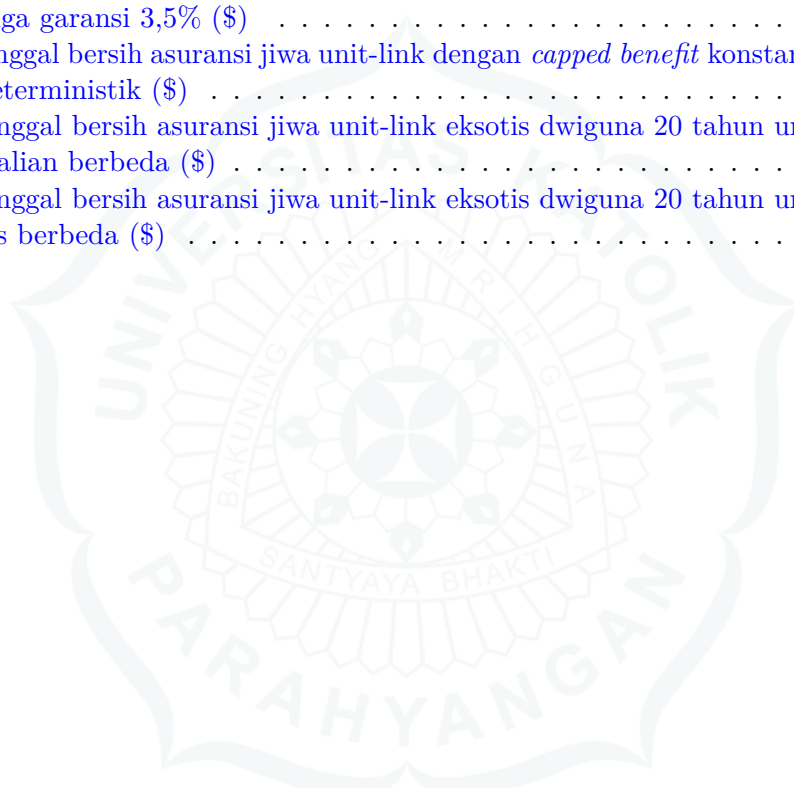 ga garansi 3,5% ($) . . . . . . . . . . . . . . . . . . . . . . . .
nggal bersih asuransi jiwa unit-link dengan capped benefit konstan
eterministik ($) . . . . . . . . . . . . . . . . . . . . . . . . . . .
nggal bersih asuransi jiwa unit-link eksotis dwiguna 20 tahun un
alian berbeda ($) . . . . . . . . . . . . . . . . . . . . . . . . . .
nggal bersih asuransi jiwa unit-link eksotis dwiguna 20 tahun un
s berbeda ($) . . . . . . . . . . . . . . . . . . . . . . . . . . . .
UNIVERSITAS KATOLIK
BAKUNING HYANG MRIH GUNA
SANTYAYA BHAKTI
PARAHYANGAN